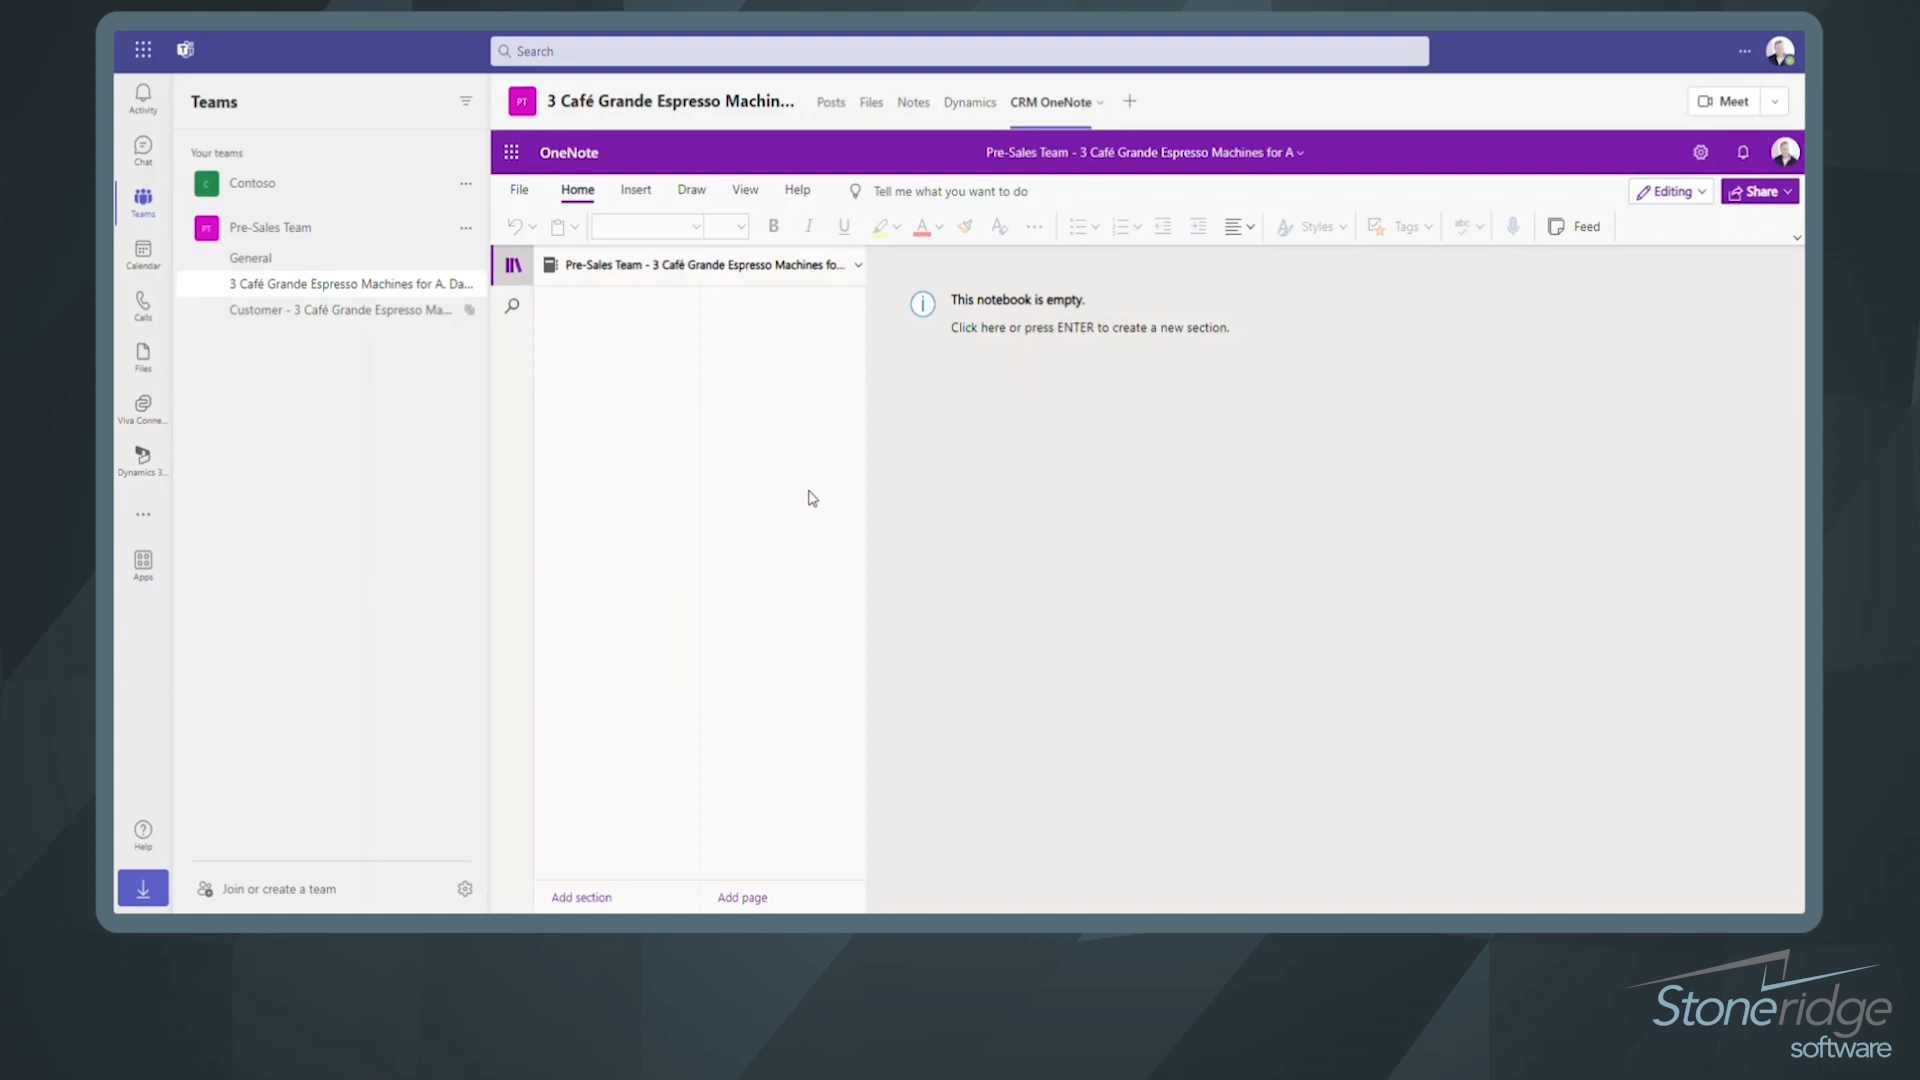 Search
Activity
Chat
Teams
Calendar
Calls
Files
Viva Conne...
Dynamics 3...
Apps
Help
Teams
Your teams
C
Contoso
PT
Pre-Sales Team
General
3 Café Grande Espresso Machines for A. Da...
Customer - 3 Café Grande Espresso Ma...
Join or create a team
PT
3 Café Grande Espresso Machin...
Posts
Files
Notes
Dynamics
CRM OneNote
Meet
OneNote
Pre-Sales Team - 3 Café Grande Espresso Machines for A
File
Home
Insert
Draw
View
Help
Tell me what you want to do
Editing
Share
B
I
U
A
A
Styles
Tags
abc
Feed
Pre-Sales Team - 3 Café Grande Espresso Machines fo...
This notebook is empty.
Click here or press ENTER to create a new section.
Add section
Add page
Stoneridge
software